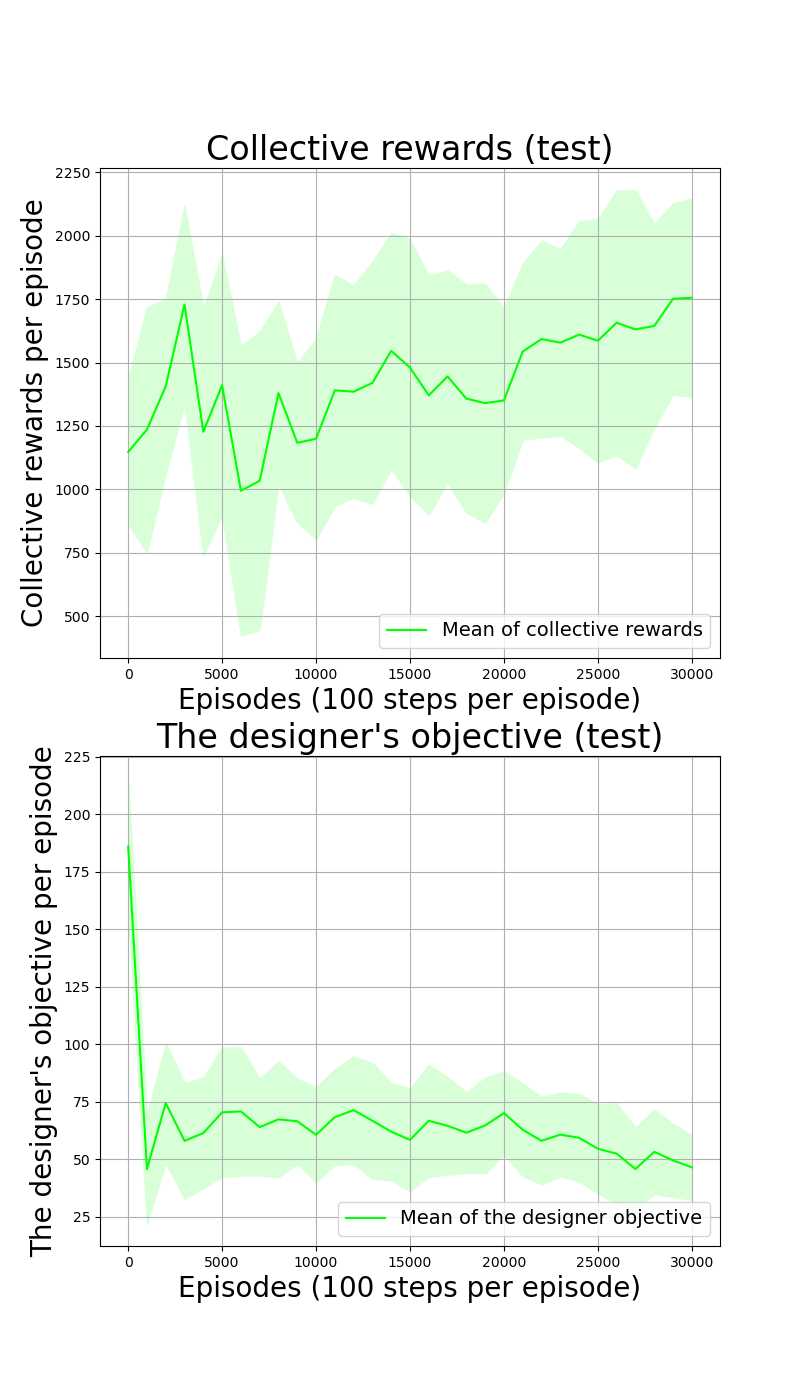 Collective rewards (test)
Collective rewards per episode
2250
2000
1750
1500
1250
1000
750
500
Mean of collective rewards
0 5000 10000 15000 20000 25000 30000
Episodes (100 steps per episode)
The designer's objective (test)
The designer's objective per episode
225
200
175
150
125
100
75
50
25
Mean of the designer objective
0 5000 10000 15000 20000 25000 30000
Episodes (100 steps per episode)